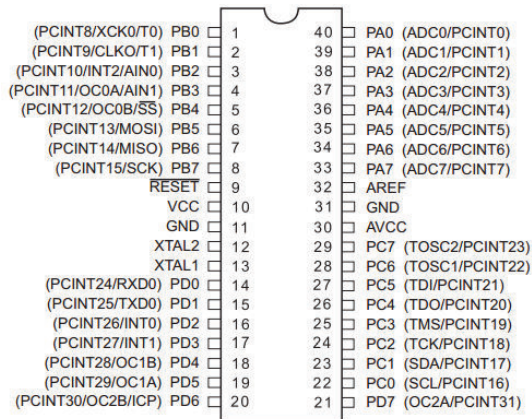 (PCINT8/XCK0/T0) PB0 1 40 PA0 (ADC0/PCINT0)
(PCINT9/CLKO/T1) PB1 2 39 PA1 (ADC1/PCINT1)
(PCINT10/INT2/AIN0) PB2 3 38 PA2 (ADC2/PCINT2)
(PCINT11/OC0A/AIN1) PB3 4 37 PA3 (ADC3/PCINT3)
(PCINT12/OC0B/SS) PB4 5 36 PA4 (ADC4/PCINT4)
(PCINT13/MOSI) PB5 6 35 PA5 (ADC5/PCINT5)
(PCINT14/MISO) PB6 7 34 PA6 (ADC6/PCINT6)
(PCINT15/SCK) PB7 8 33 PA7 (ADC7/PCINT7)
RESET 9 32 AREF
VCC 10 31 GND
GND 11 30 AVCC
XTAL2 12 29 PC7 (TOSC2/PCINT23)
XTAL1 13 28 PC6 (TOSC1/PCINT22)
(PCINT24/RXD0) PD0 14 27 PC5 (TDI/PCINT21)
(PCINT25/TXD0) PD1 15 26 PC4 (TDO/PCINT20)
(PCINT26/INT0) PD2 16 25 PC3 (TMS/PCINT19)
(PCINT27/INT1) PD3 17 24 PC2 (TCK/PCINT18)
(PCINT28/OC1B) PD4 18 23 PC1 (SDA/PCINT17)
(PCINT29/OC1A) PD5 19 22 PC0 (SCL/PCINT16)
(PCINT30/OC2B/ICP) PD6 20 21 PD7 (OC2A/PCINT31)